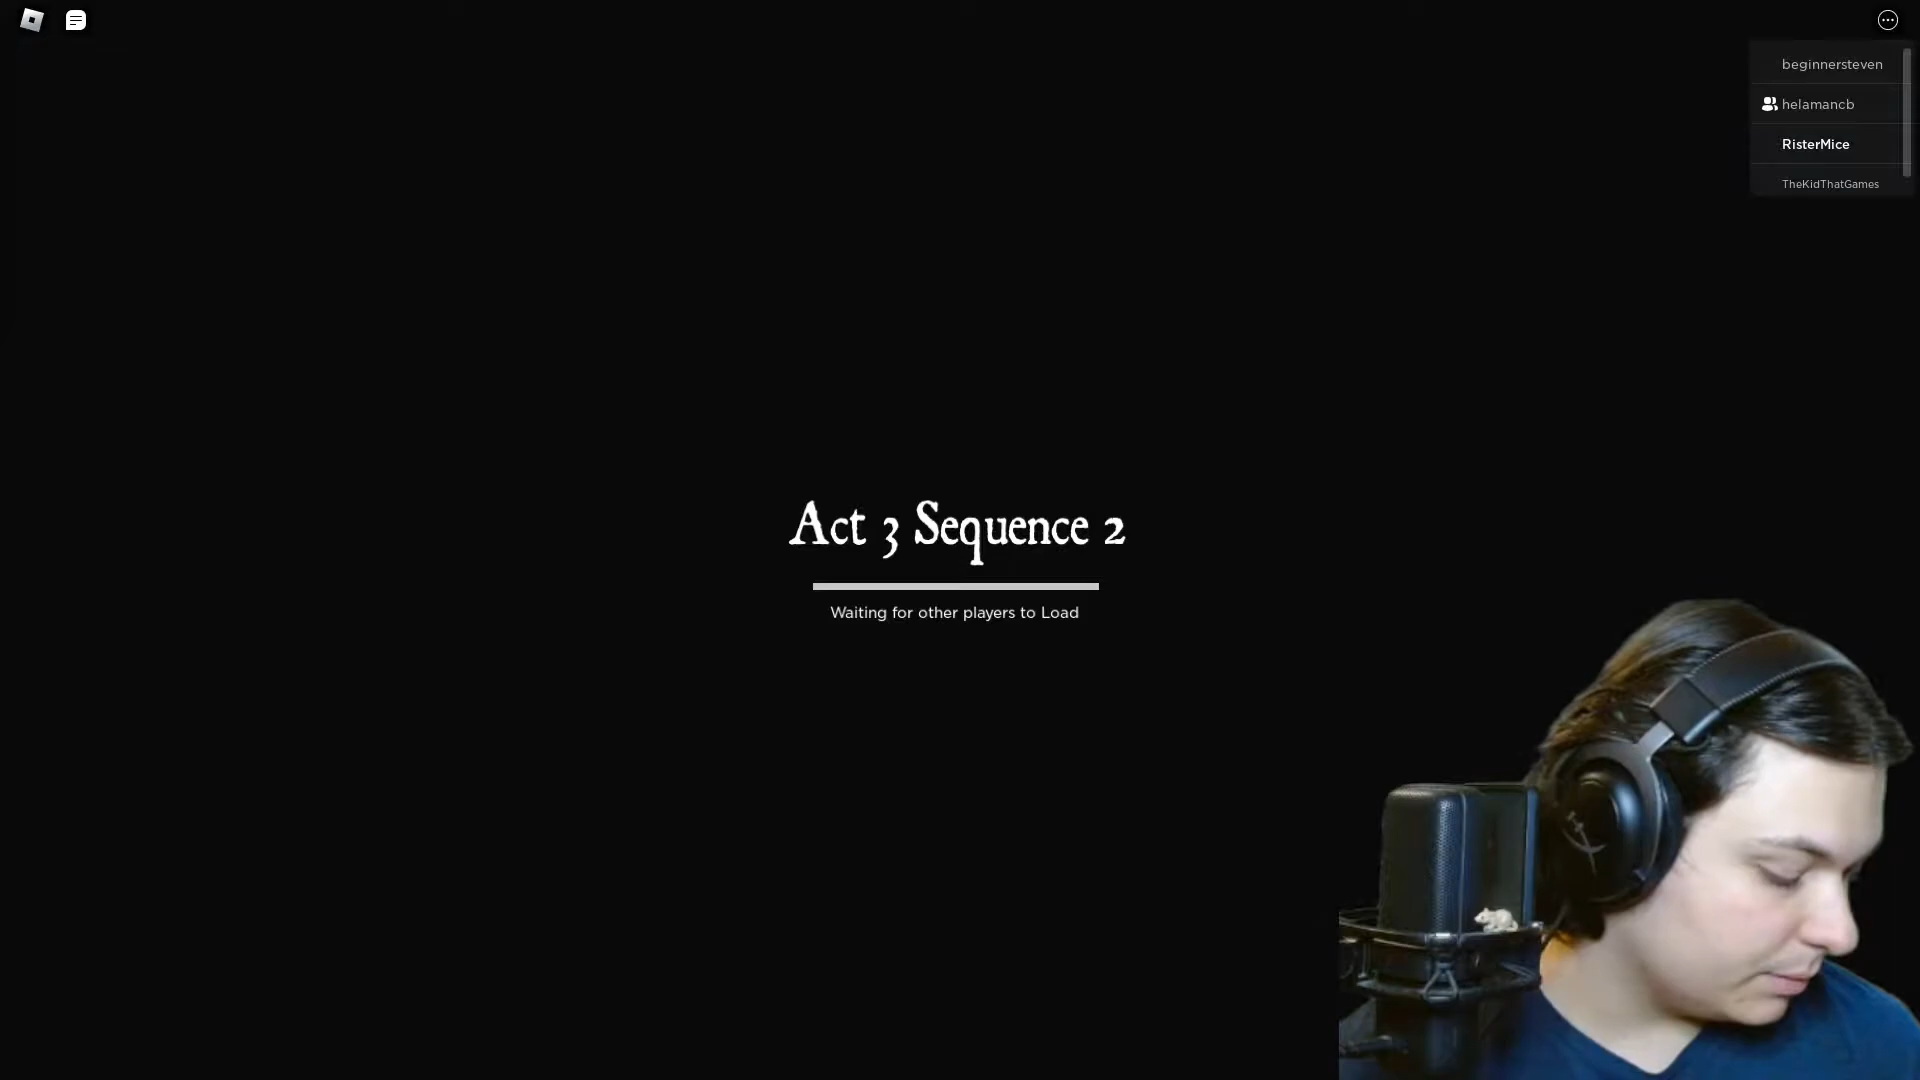 beginnersteven
helamancb
RisterMice
TheKidThatGames
Act 3 Sequence 2
Waiting for other players to Load